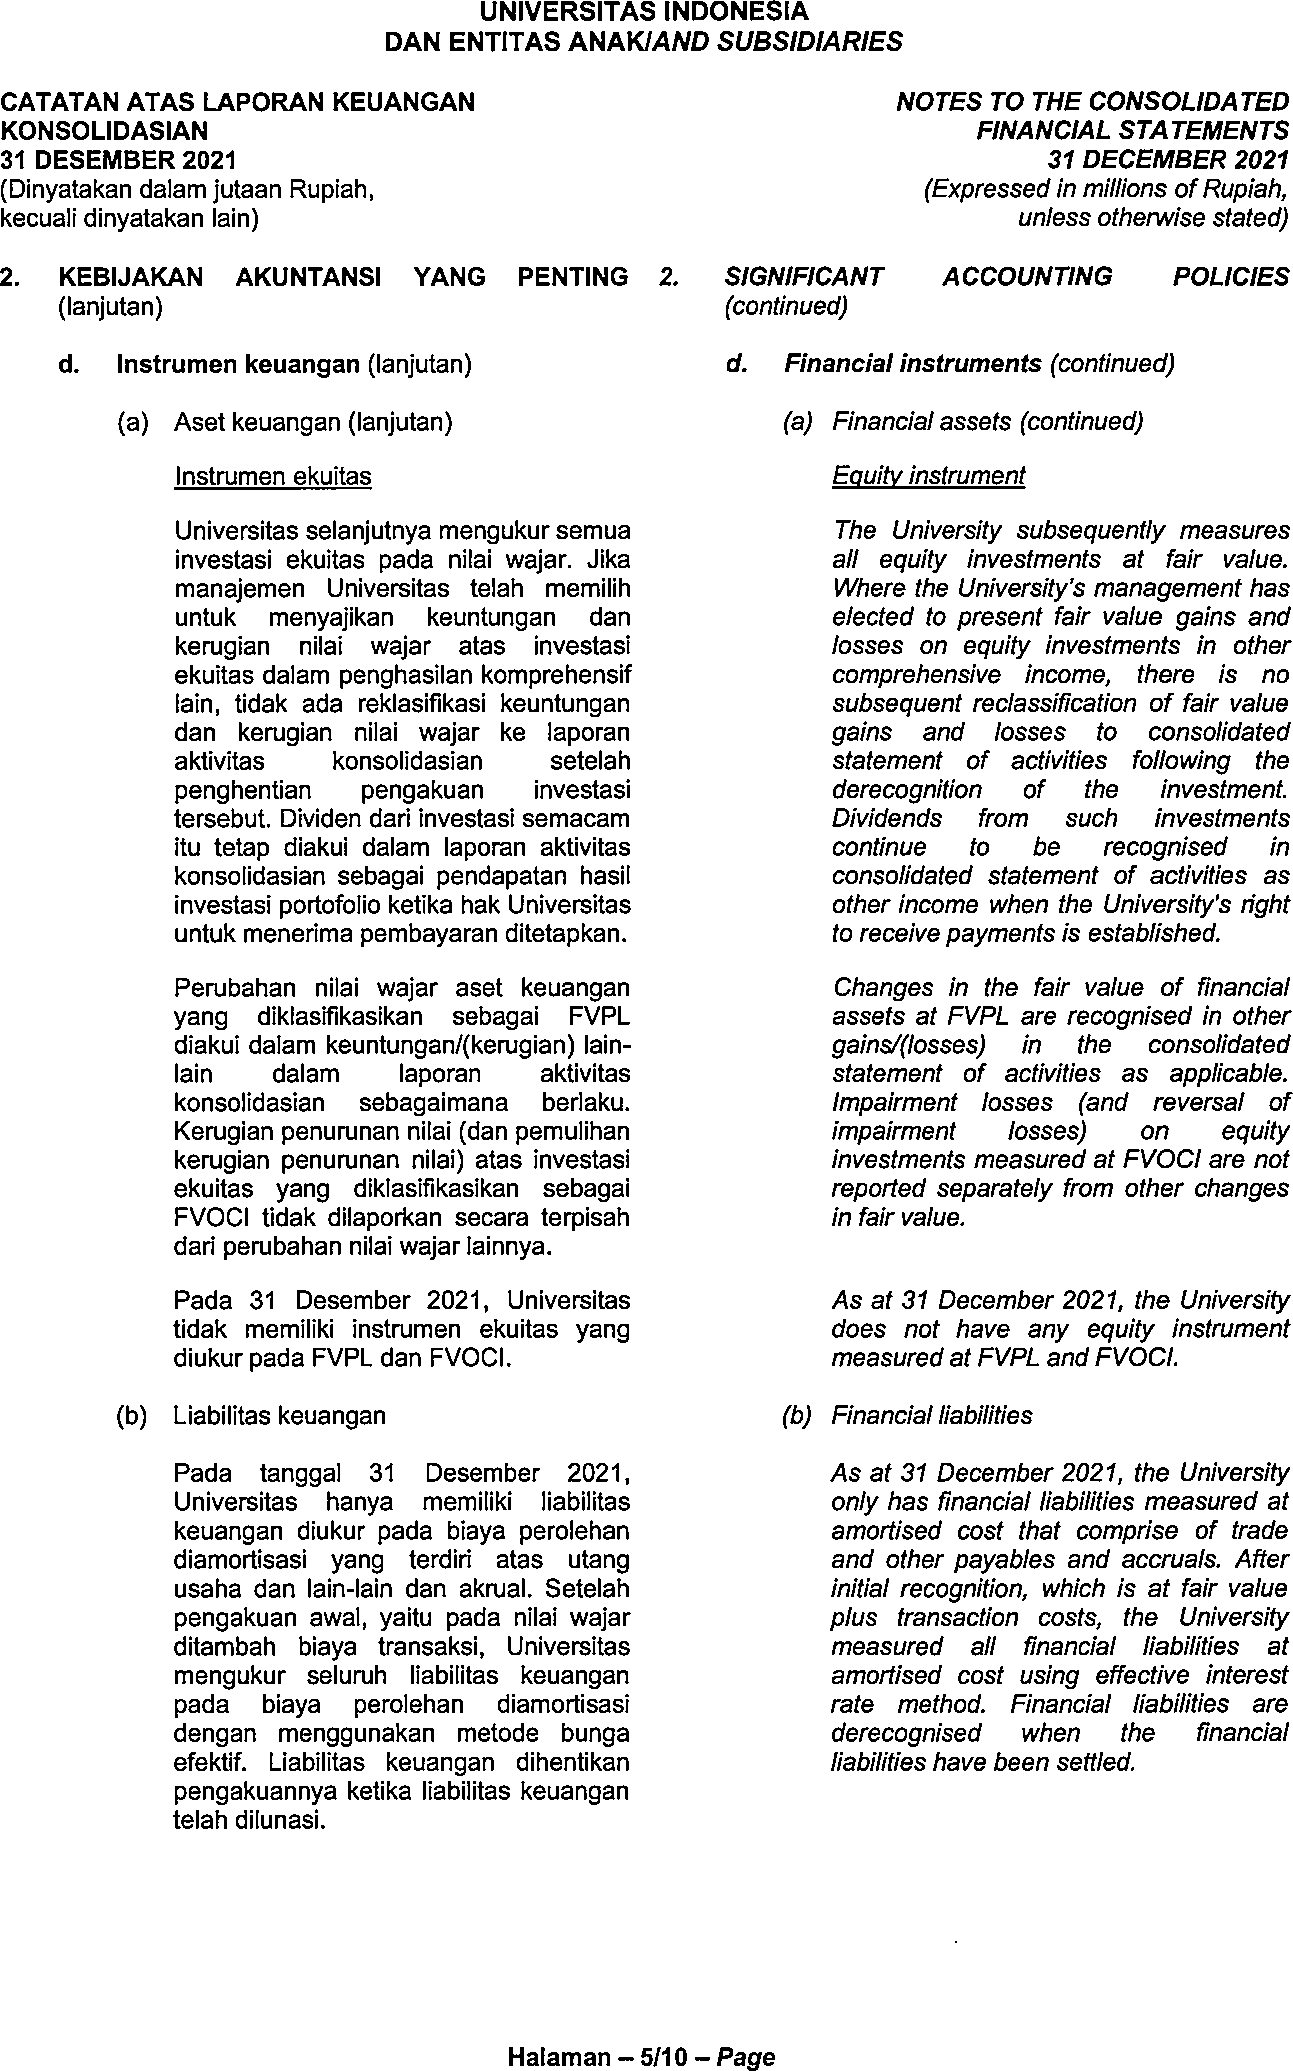 UNIVERSITAS INDONESIA
DAN ENTITAS ANAK/AND SUBSIDIARIES
CATATAN ATAS LAPORAN KEUANGAN
KONSOLIDASIAN
31 DESEMBER 2021
(Dinyatakan dalam jutaan Rupiah,
kecuali dinyatakan lain)
NOTES TO THE CONSOLIDATED
FINANCIAL STATEMENTS
31 DECEMBER 2021
(Expressed in millions of Rupiah,
unless otherwise stated)
2. KEBIJAKAN AKUNTANSI YANG PENTING
(lanjutan)
d. Instrumen keuangan (lanjutan)
(a) Aset keuangan (lanjutan)
Instrumen ekuitas
Universitas selanjutnya mengukur semua
investasi ekuitas pada nilai wajar. Jika
manajemen Universitas telah memilih
untuk menyajikan keuntungan dan
kerugian nilai wajar atas investasi
ekuitas dalam penghasilan komprehensif
lain, tidak ada reklasifikasi keuntungan
dan kerugian nilai wajar ke laporan
aktivitas konsolidasian setelah
penghentian pengakuan investasi
tersebut. Dividen dari investasi semacam
itu tetap diakui dalam laporan aktivitas
konsolidasian sebagai pendapatan hasil
investasi portofolio ketika hak Universitas
untuk menerima pembayaran ditetapkan.
Perubahan nilai wajar aset keuangan
yang diklasifikasikan sebagai FVPL
diakui dalam keuntungan/(kerugian) lain-
lain dalam laporan aktivitas
konsolidasian sebagaimana berlaku.
Kerugian penurunan nilai (dan pemulihan
kerugian penurunan nilai) atas investasi
ekuitas yang diklasifikasikan sebagai
FVOCI tidak dilaporkan secara terpisah
dari perubahan nilai wajar lainnya.
Pada 31 Desember 2021, Universitas
tidak memiliki instrumen ekuitas yang
diukur pada FVPL dan FVOCI.
(b) Liabilitas keuangan
Pada tanggal 31 Desember 2021,
Universitas hanya memiliki liabilitas
keuangan diukur pada biaya perolehan
diamortisasi yang terdiri atas utang
usaha dan lain-lain dan akrual. Setelah
pengakuan awal, yaitu pada nilai wajar
ditambah biaya transaksi, Universitas
mengukur seluruh liabilitas keuangan
pada biaya perolehan diamortisasi
dengan menggunakan metode bunga
efektif. Liabilitas keuangan dihentikan
pengakuannya ketika liabilitas keuangan
telah dilunasi.
2. SIGNIFICANT ACCOUNTING POLICIES
(continued)
d. Financial instruments (continued)
(a) Financial assets (continued)
Equity instrument
The University subsequently measures
all equity investments at fair value.
Where the University's management has
elected to present fair value gains and
losses on equity investments in other
comprehensive income, there is no
subsequent reclassification of fair value
gains and losses to consolidated
statement of activities following the
derecognition of the investment.
Dividends from such investments
continue to be recognised in
consolidated statement of activities as
other income when the University's right
to receive payments is established.
Changes in the fair value of financial
assets at FVPL are recognised in other
gains/(losses) in the consolidated
statement of activities as applicable.
Impairment losses (and reversal of
impairment losses) on equity
investments measured at FVOCI are not
reported separately from other changes
in fair value.
As at 31 December 2021, the University
does not have any equity instrument
measured at FVPL and FVOCI.
(b) Financial liabilities
As at 31 December 2021, the University
only has financial liabilities measured at
amortised cost that comprise of trade
and other payables and accruals. After
initial recognition, which is at fair value
plus transaction costs, the University
measured all financial liabilities at
amortised cost using effective interest
rate method. Financial liabilities are
derecognised when the financial
liabilities have been settled.
Halaman – 5/10 – Page